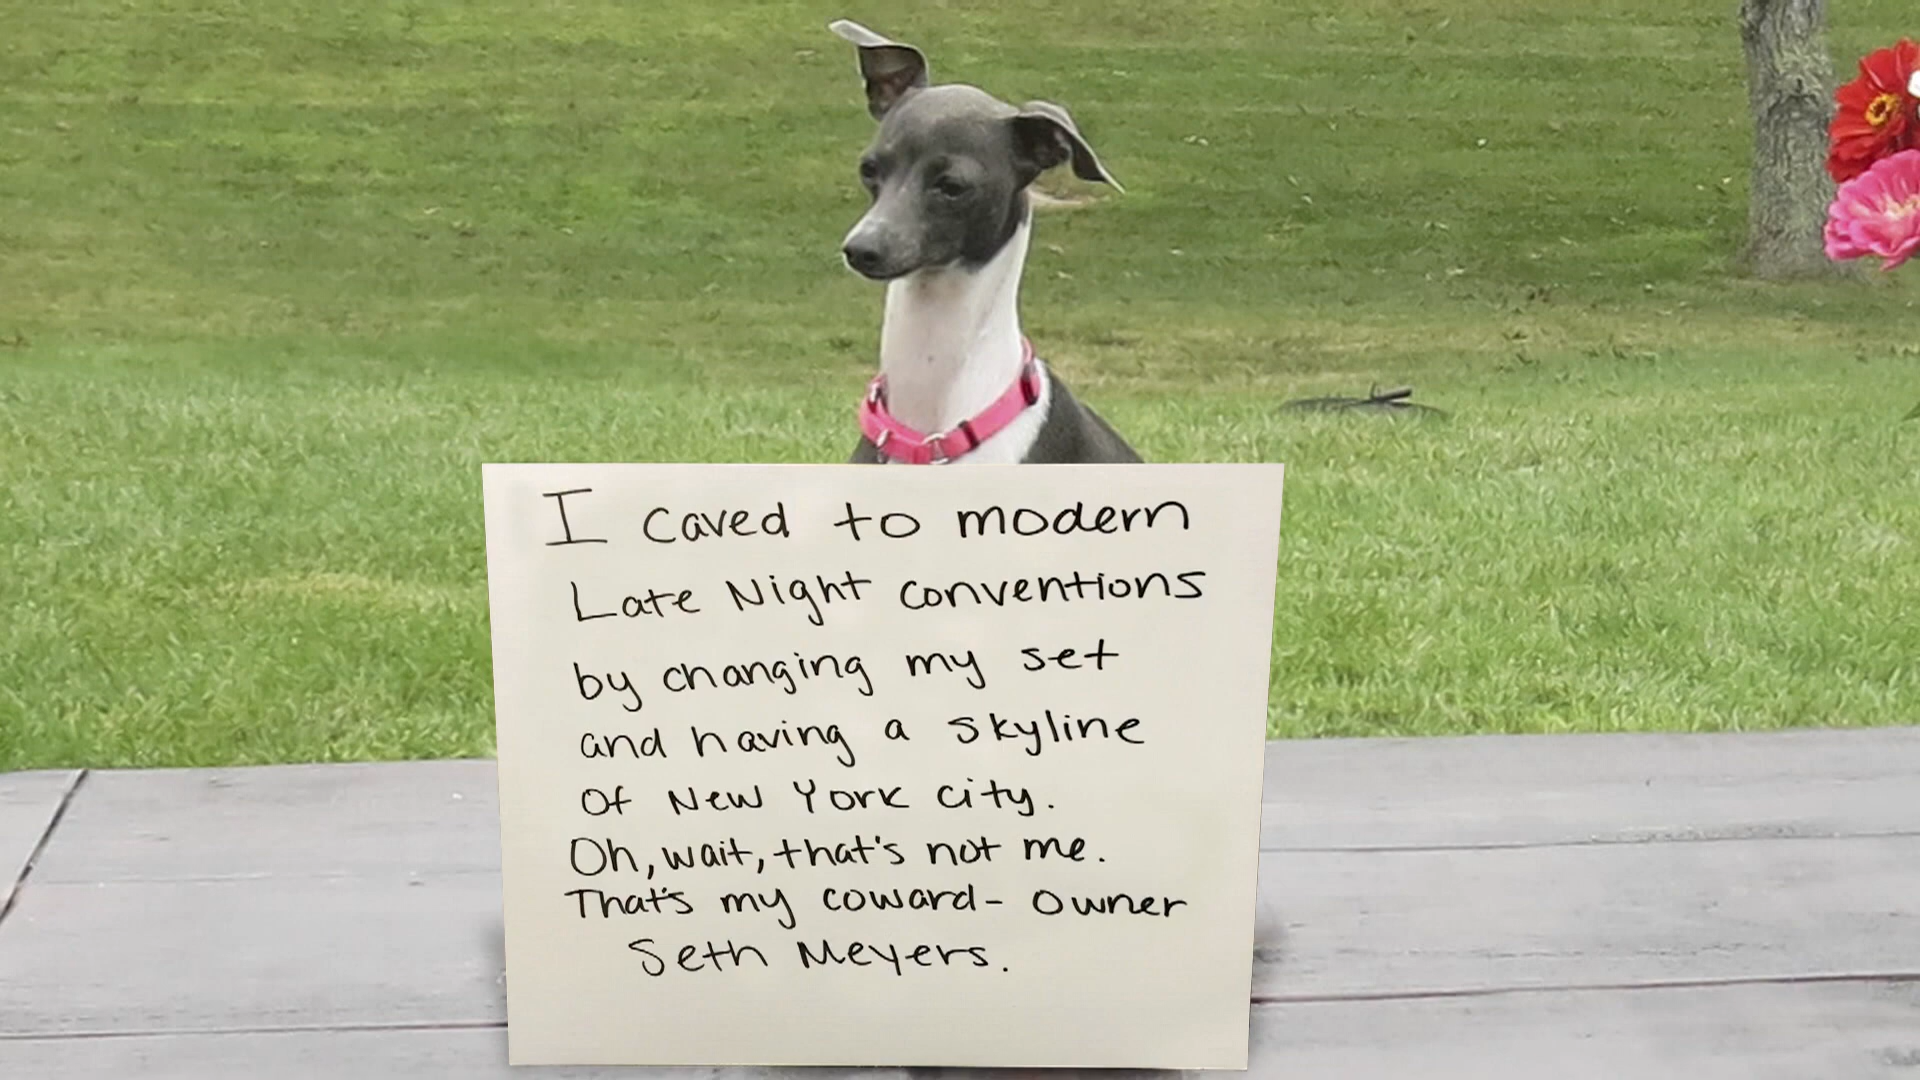 I caved to modern
Late Night conventions
by changing my set
and having a skyline
of New York city.
Oh, wait, that's not me.
That's my coward- owner
Seth Meyers.